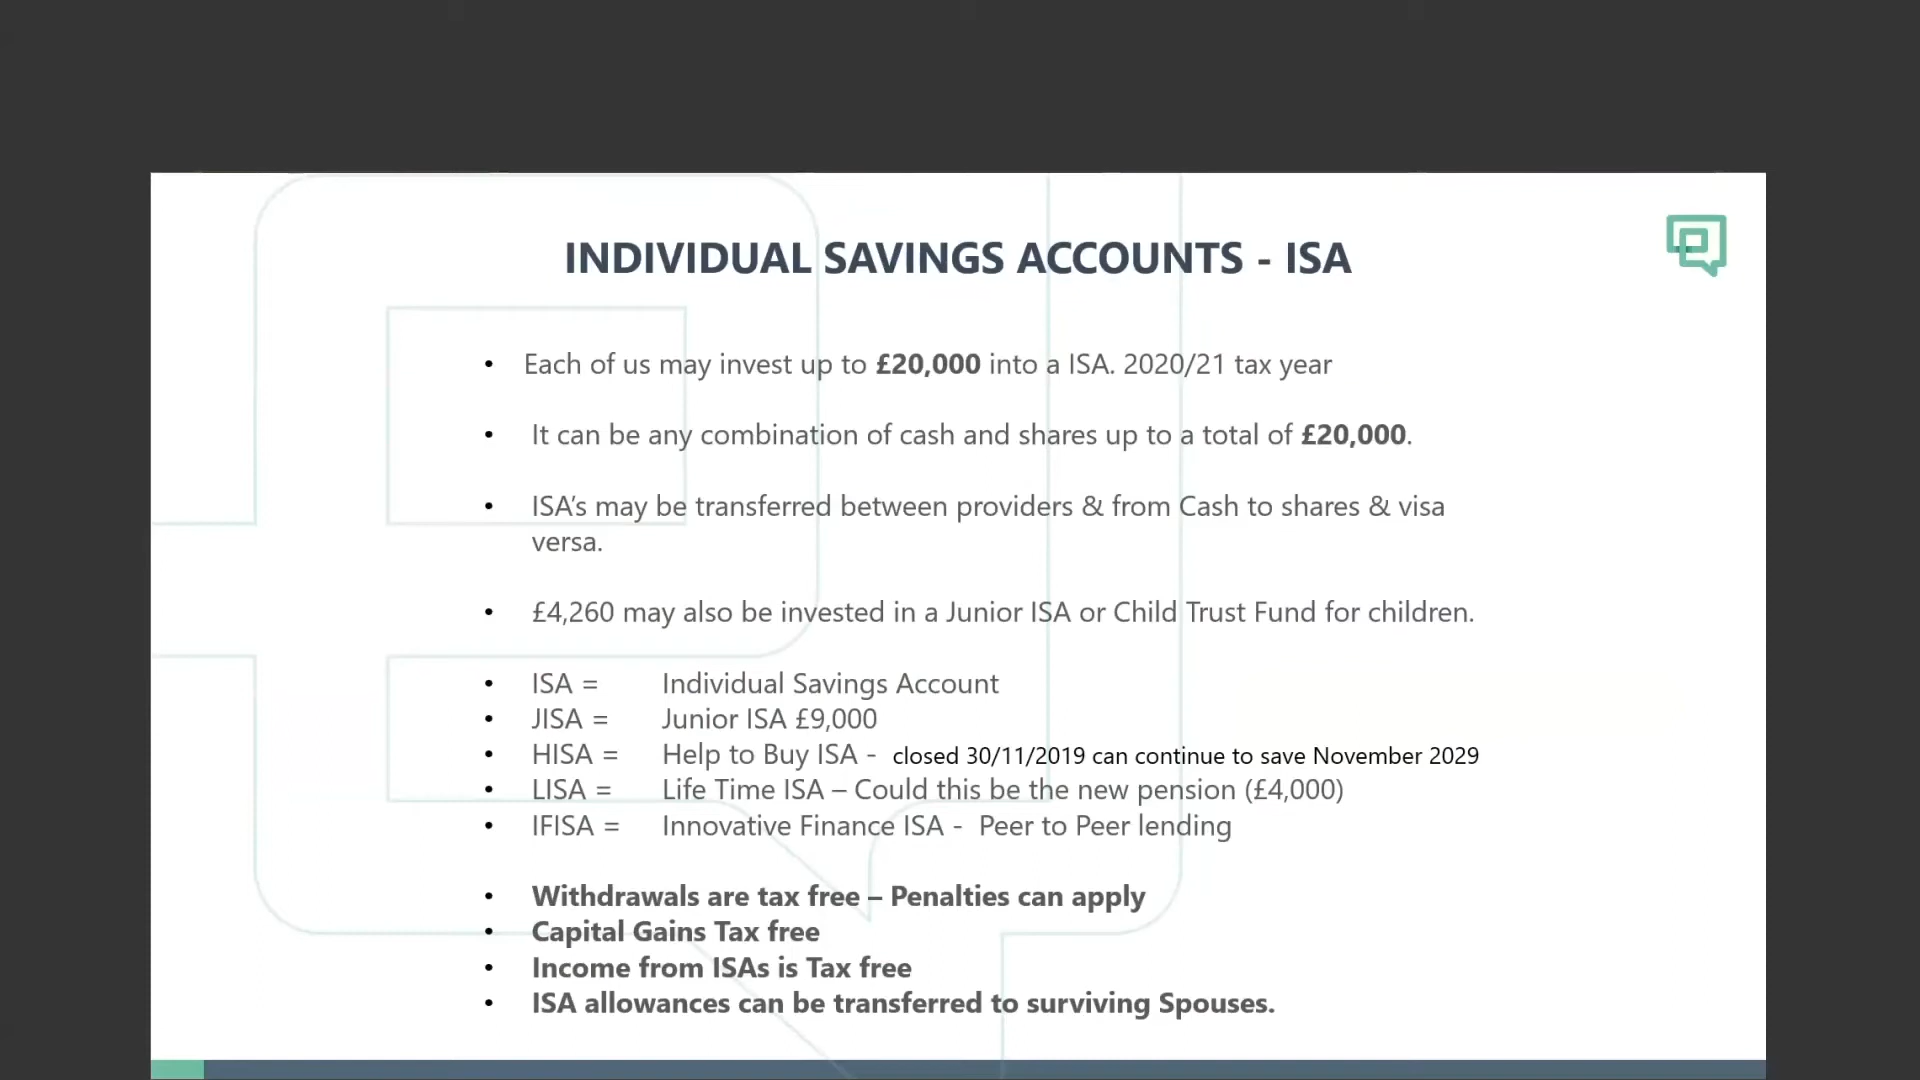 INDIVIDUAL SAVINGS ACCOUNTS - ISA
• Each of us may invest up to £20,000 into a ISA. 2020/21 tax year
• It can be any combination of cash and shares up to a total of £20,000.
• ISA’s may be transferred between providers & from Cash to shares & visa
versa.
• £4,260 may also be invested in a Junior ISA or Child Trust Fund for children.
• ISA = Individual Savings Account
• JISA = Junior ISA £9,000
• HISA = Help to Buy ISA - closed 30/11/2019 can continue to save November 2029
• LISA = Life Time ISA – Could this be the new pension (£4,000)
• IFISA = Innovative Finance ISA - Peer to Peer lending
• Withdrawals are tax free – Penalties can apply
• Capital Gains Tax free
• Income from ISAs is Tax free
• ISA allowances can be transferred to surviving Spouses.